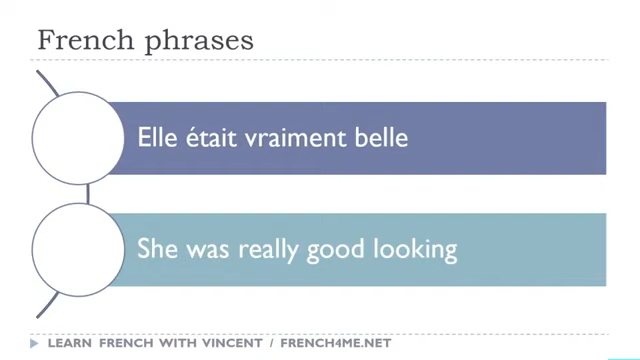 French phrases
Elle était vraiment belle
She was really good looking
LEARN FRENCH WITH VINCENT / FRENCH4ME.NET